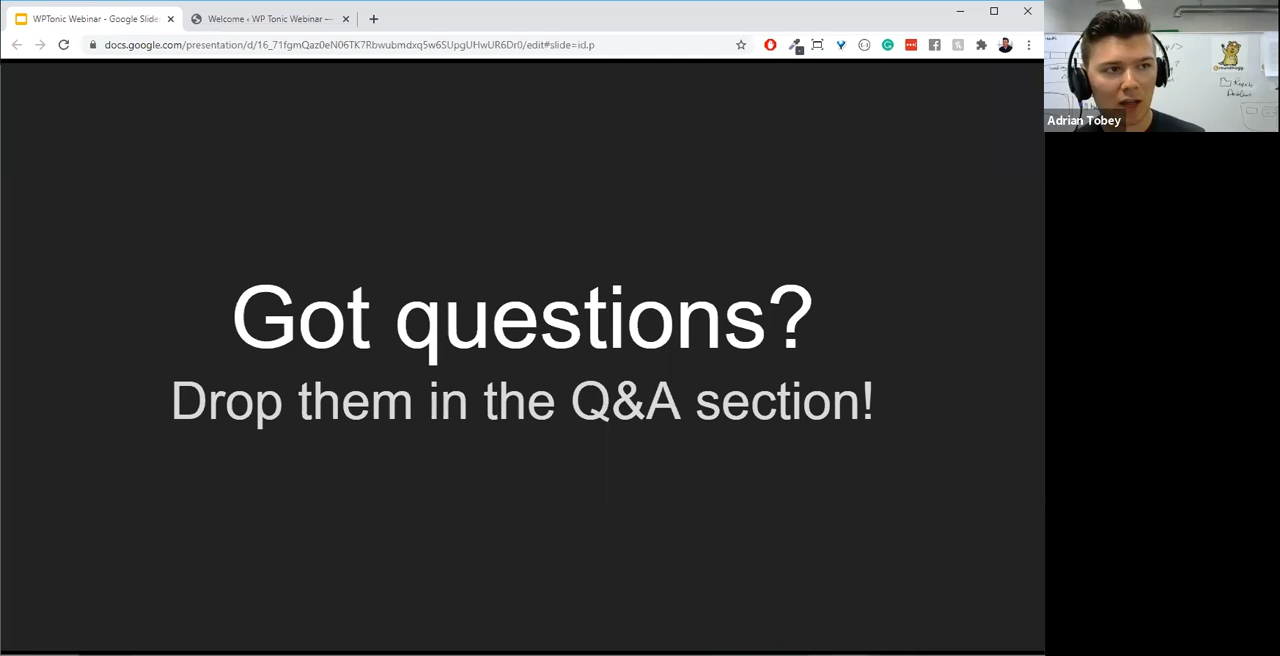 WPTonic Webinar - Google Slide
Welcome ‹ WP Tonic Webinar —
docs.google.com/presentation/d/16_71fgmQaz0eN06TK7Rbwubmdxq5w6SUpgUHwUR6Dr0/edit#slide=id.p
Got questions?
Drop them in the Q&A section!
Adrian Tobey
groundhogg